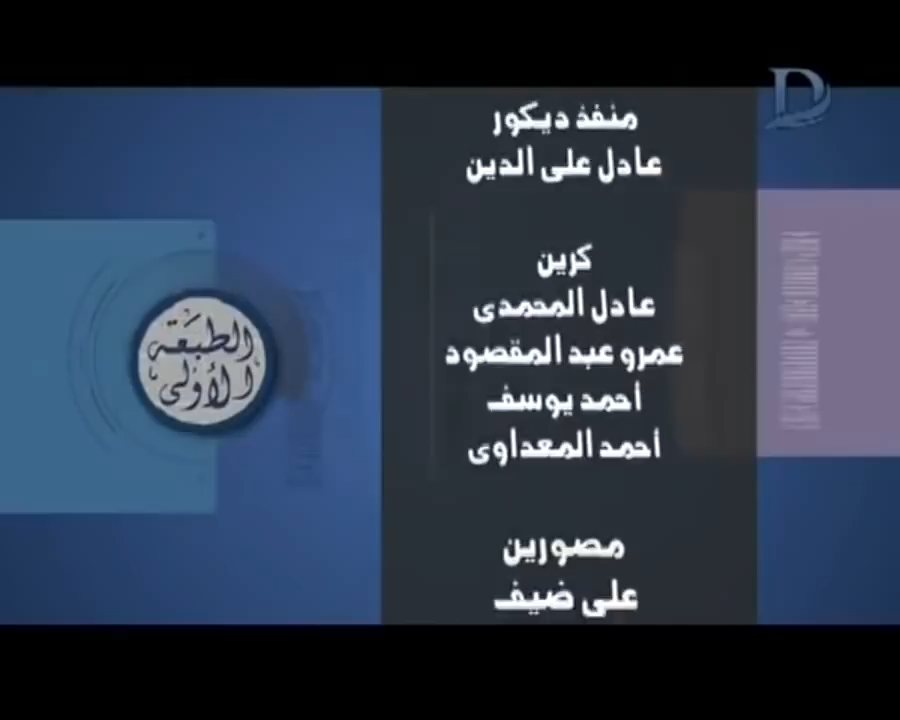 D
منفذ ديكور
عادل على الدين
كرين
عادل المحمدى
عمرو عبد المقصود
أحمد يوسف
أحمد المعداوى
مصورين
على ضيف
الطبعة
الأولى